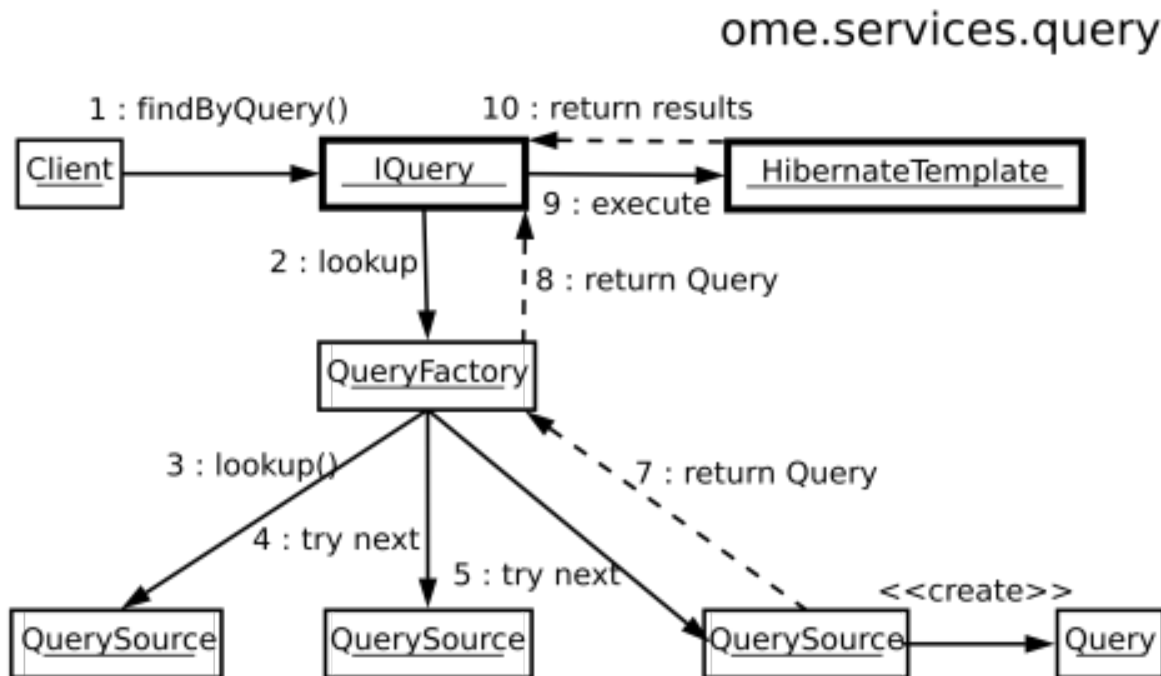 ome.services.query
1 : findByQuery()
10 : return results
Client
IQuery
HibernateTemplate
9 : execute
2 : lookup
8 : return Query
QueryFactory
3 : lookup()
7 : return Query
4 : try next
5 : try next
<<create>>
QuerySource
QuerySource
QuerySource
Query